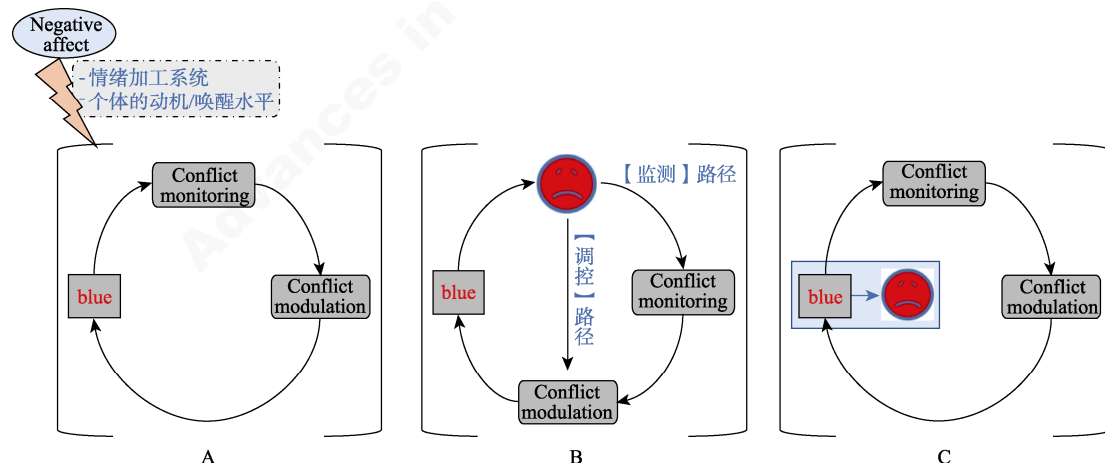 Negative
affect
- 情绪加工系统
- 个体的动机/唤醒水平
Advances in
Conflict
monitoring
blue
Conflict
modulation
A
【监测】路径
【调控】路径
blue
Conflict
monitoring
Conflict
modulation
B
Conflict
monitoring
blue
Conflict
modulation
C